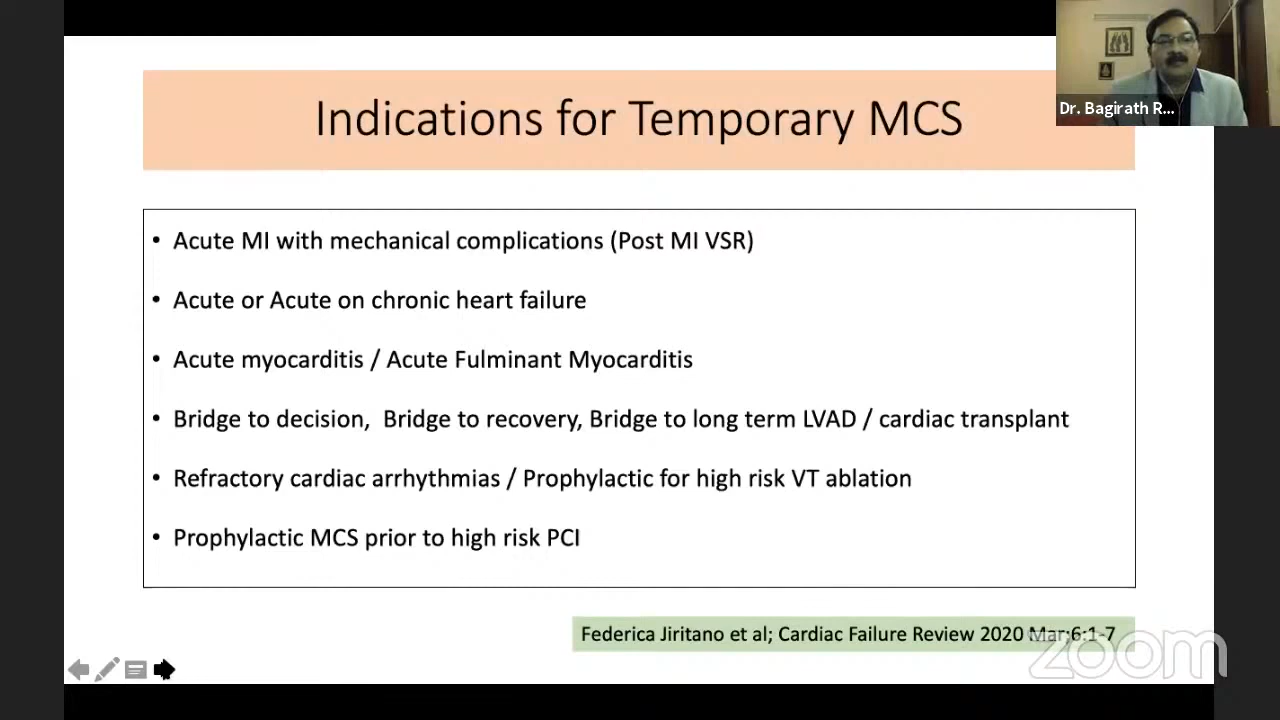 Indications for Temporary MCS
Dr. Bagirath R...
• Acute MI with mechanical complications (Post MI VSR)
• Acute or Acute on chronic heart failure
• Acute myocarditis / Acute Fulminant Myocarditis
• Bridge to decision, Bridge to recovery, Bridge to long term LVAD / cardiac transplant
• Refractory cardiac arrhythmias / Prophylactic for high risk VT ablation
• Prophylactic MCS prior to high risk PCI
Federica Jiritano et al; Cardiac Failure Review 2020 Mar;6:1-7
zoom